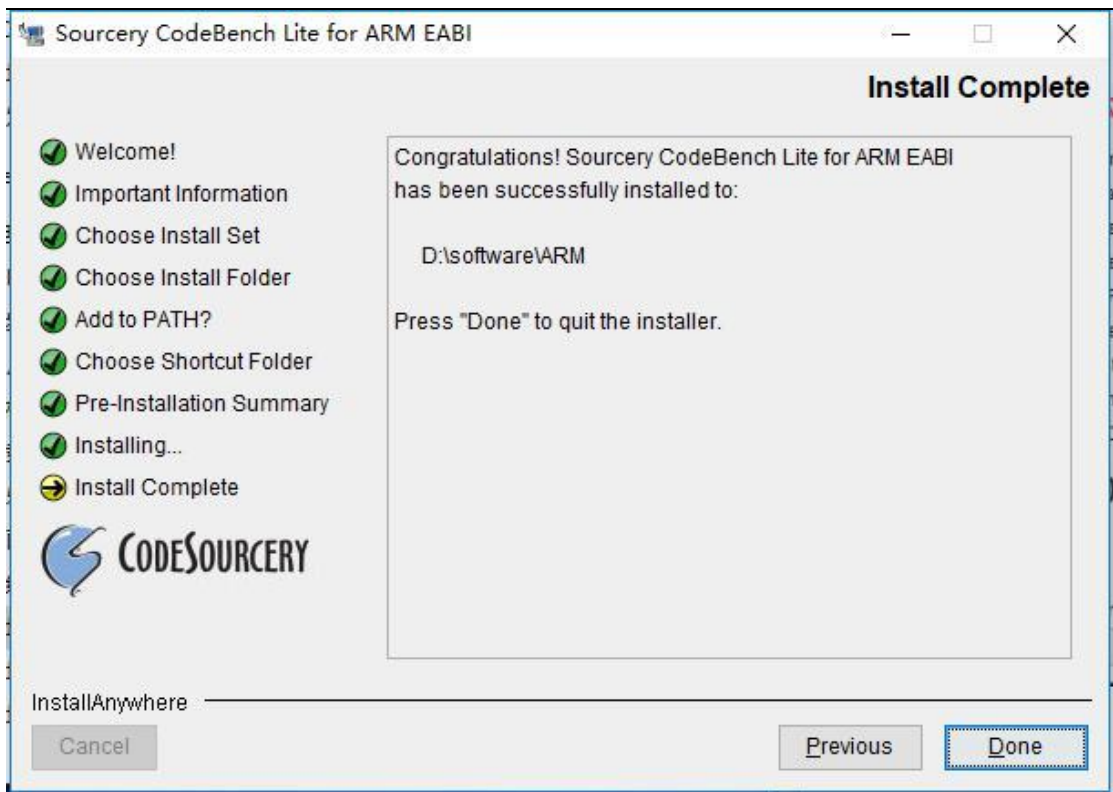 Sourcery CodeBench Lite for ARM EABI
Install Complete
Welcome!
Important Information
Choose Install Set
Choose Install Folder
Add to PATH?
Choose Shortcut Folder
Pre-Installation Summary
Installing...
Install Complete
CODESOURCERY
Congratulations! Sourcery CodeBench Lite for ARM EABI
has been successfully installed to:
D:\software\ARM
Press "Done" to quit the installer.
InstallAnywhere
Cancel
Previous
Done